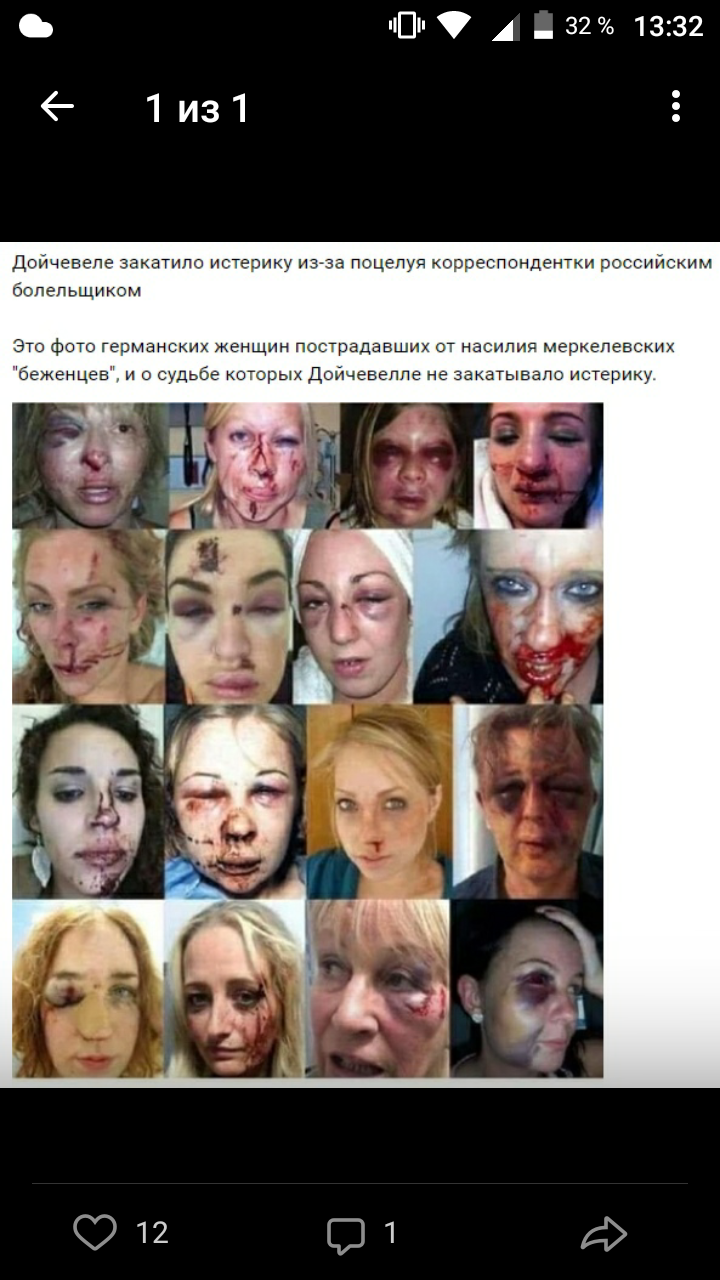 32 % 13:32
1 из 1
Дойчевеле закатило истерику из-за поцелуя корреспондентки российским
болельщиком
Это фото германских женщин пострадавших от насилия меркелевских
"беженцев", и о судьбе которых Дойчевелле не закатывало истерику.
12 1